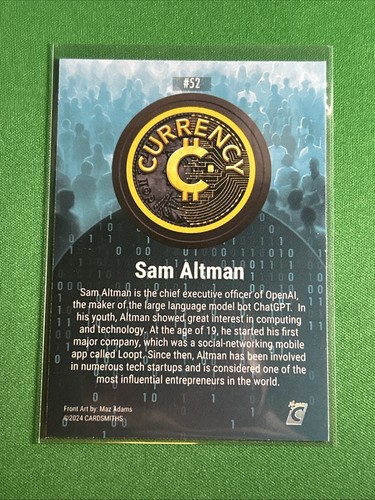 #52
CURRENCY
Sam Altman
Sam Altman is the chief executive officer of OpenAI,
the maker of the large language model bot ChatGPT. In
his youth, Altman showed great interest in computing
and technology. At the age of 19, he started his first
major company, which was a social-networking mobile
app called Loopt. Since then, Altman has been involved
in numerous tech startups and is considered one of the
most influential entrepreneurs in the world.
Front Art by: Maz Adams
©2024 CARDSMITHS